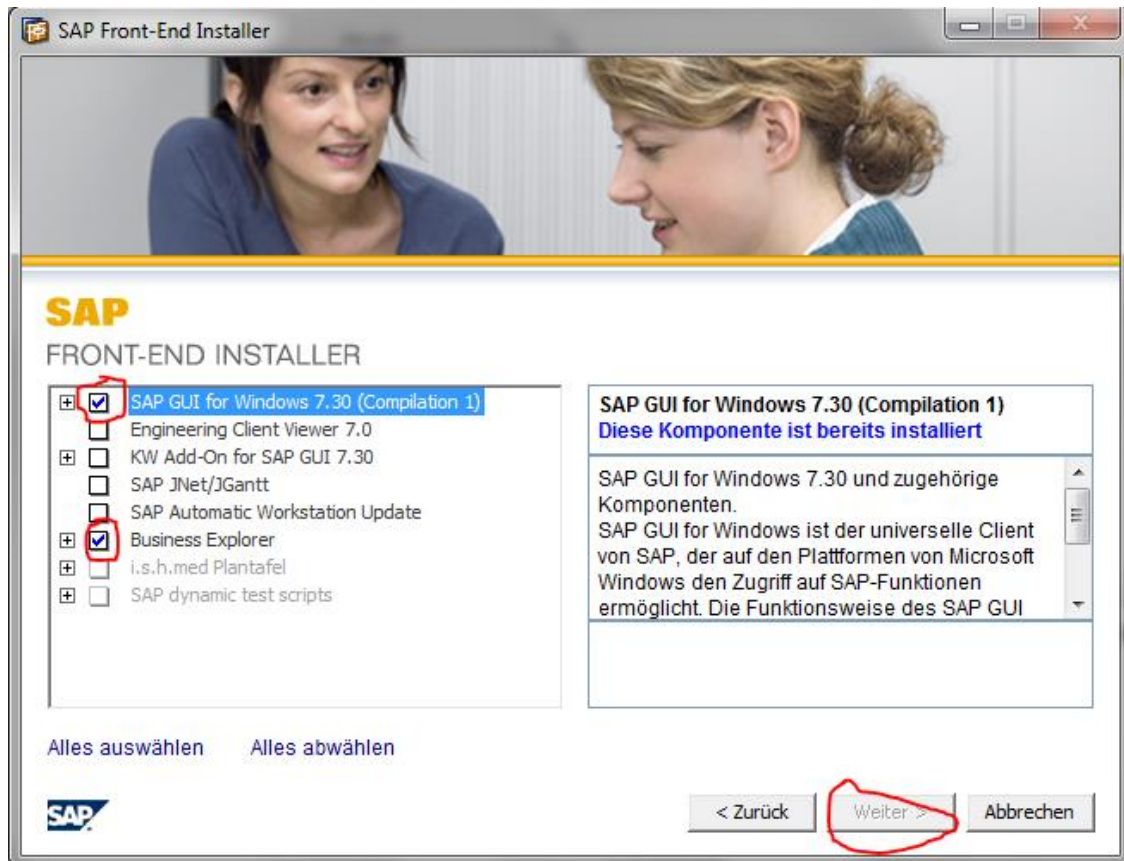 SAP Front-End Installer
SAP
FRONT-END INSTALLER
SAP GUI for Windows 7.30 (Compilation 1)
Engineering Client Viewer 7.0
KW Add-On for SAP GUI 7.30
SAP JNet/JGantt
SAP Automatic Workstation Update
Business Explorer
i.s.h.med Plantafel
SAP dynamic test scripts
SAP GUI for Windows 7.30 (Compilation 1)
Diese Komponente ist bereits installiert
SAP GUI for Windows 7.30 und zugehörige
Komponenten.
SAP GUI for Windows ist der universelle Client
von SAP, der auf den Plattformen von Microsoft
Windows den Zugriff auf SAP-Funktionen
ermöglicht. Die Funktionsweise des SAP GUI
Alles auswählen Alles abwählen
SAP
< Zurück Weiter > Abbrechen